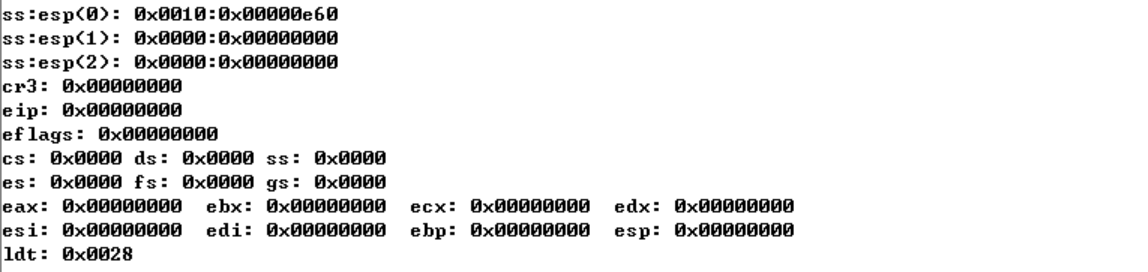 ss:esp(0): 0x0010:0x00000e60
ss:esp(1): 0x0000:0x00000000
ss:esp(2): 0x0000:0x00000000
cr3: 0x00000000
eip: 0x00000000
eflags: 0x00000000
cs: 0x0000 ds: 0x0000 ss: 0x0000
es: 0x0000 fs: 0x0000 gs: 0x0000
eax: 0x00000000  ebx: 0x00000000  ecx: 0x00000000  edx: 0x00000000
esi: 0x00000000  edi: 0x00000000  ebp: 0x00000000  esp: 0x00000000
ldt: 0x0028